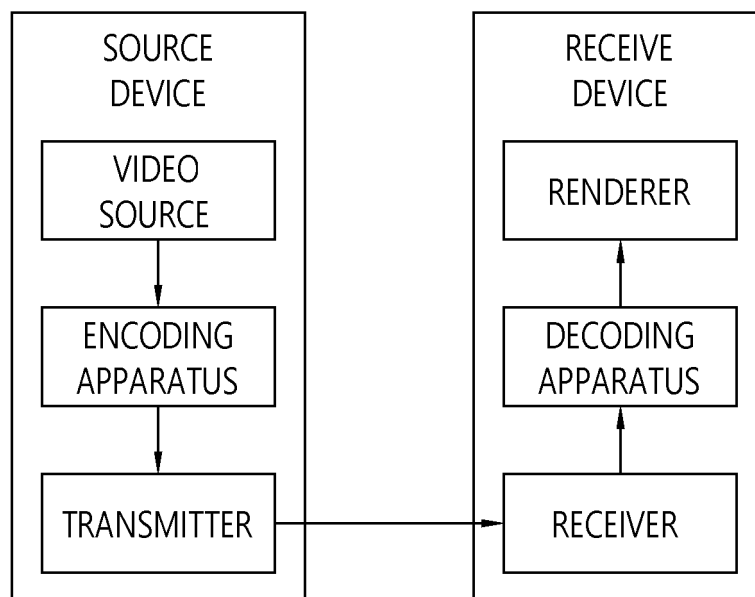 SOURCE
DEVICE
VIDEO
SOURCE
ENCODING
APPARATUS
TRANSMITTER
RECEIVE
DEVICE
RENDERER
DECODING
APPARATUS
RECEIVER